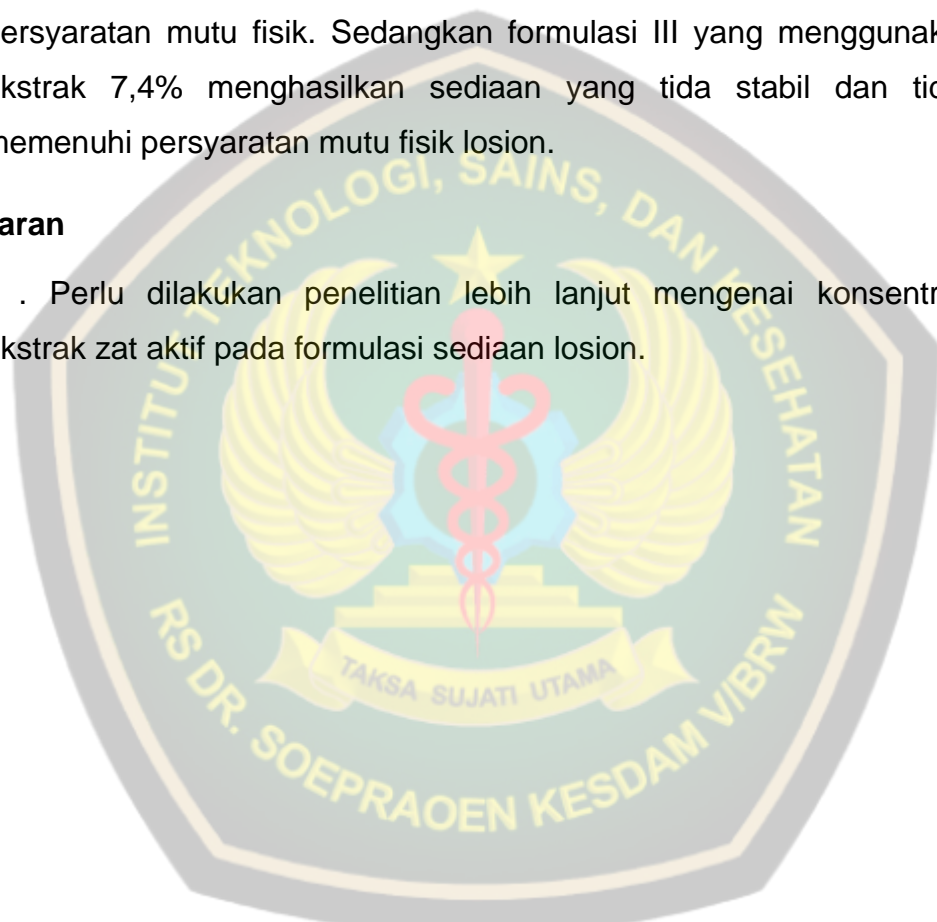 ersyaratan mutu fisik. Sedangkan formulasi III yang menggunak
kstrak 7,4% menghasilkan sediaan yang tida stabil dan tid
nemenuhi persyaratan mutu fisik losion.
aran
. Perlu dilakukan penelitian lebih lanjut mengenai konsentr
kstrak zat aktif pada formulasi sediaan losion.
INSTITUT TEKNOLOGI, SAINS, DAN KESEHATAN
TAKSA SUJATI UTAMA
RS DR. SOEPRAOEN KESDAM V/BRW